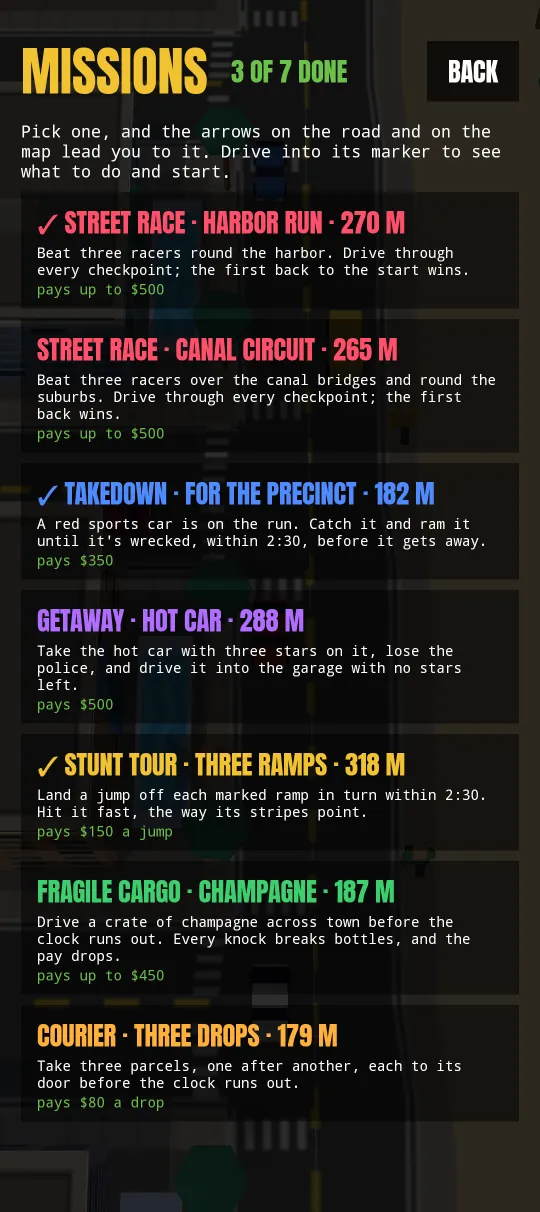 MISSIONS 3 OF 7 DONE BACK
Pick one, and the arrows on the road and on the
map lead you to it. Drive into its marker to see
what to do and start.
✓ STREET RACE · HARBOR RUN · 270 M
Beat three racers round the harbor. Drive through
every checkpoint; the first back to the start wins.
pays up to $500
STREET RACE · CANAL CIRCUIT · 265 M
Beat three racers over the canal bridges and round the
suburbs. Drive through every checkpoint; the first
back wins.
pays up to $500
✓ TAKEDOWN · FOR THE PRECINCT · 182 M
A red sports car is on the run. Catch it and ram it
until it's wrecked, within 2:30, before it gets away.
pays $350
GETAWAY · HOT CAR · 288 M
Take the hot car with three stars on it, lose the
police, and drive it into the garage with no stars
left.
pays $500
✓ STUNT TOUR · THREE RAMPS · 318 M
Land a jump off each marked ramp in turn within 2:30.
Hit it fast, the way its stripes point.
pays $150 a jump
FRAGILE CARGO · CHAMPAGNE · 187 M
Drive a crate of champagne across town before the
clock runs out. Every knock breaks bottles, and the
pay drops.
pays up to $450
COURIER · THREE DROPS · 179 M
Take three parcels, one after another, each to its
door before the clock runs out.
pays $80 a drop